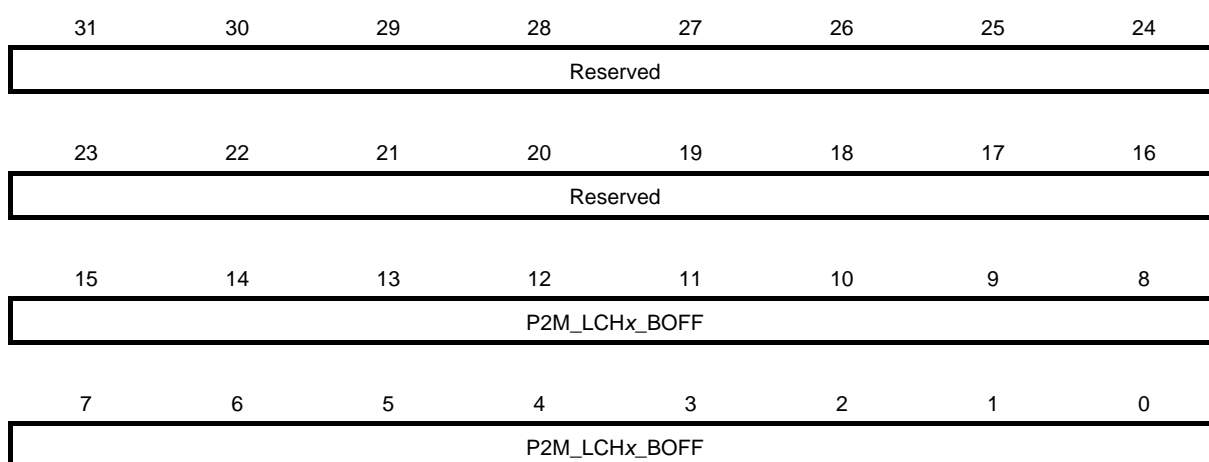 31 30 29 28 27 26 25 24
Reserved
23 22 21 20 19 18 17 16
Reserved
15 14 13 12 11 10 9 8
P2M_LCHx_BOFF
7 6 5 4 3 2 1 0
P2M_LCHx_BOFF